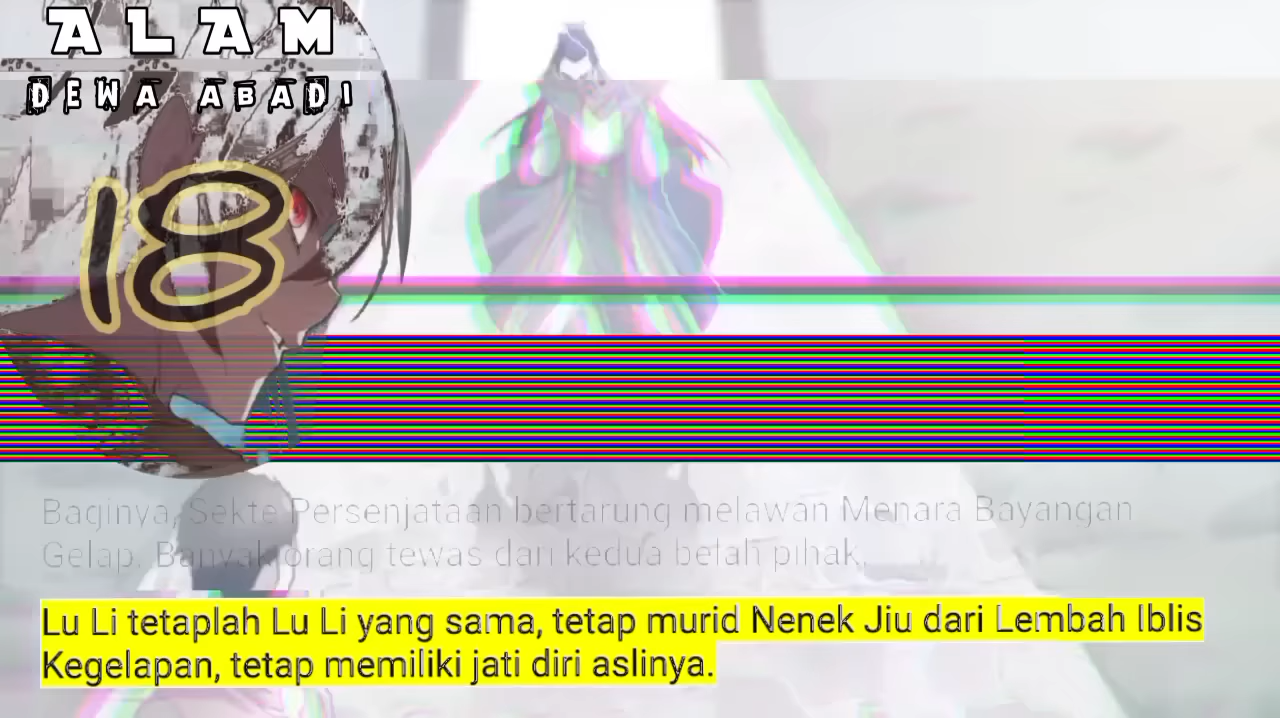 ALAM
DEWA ABADI
18
Baginya, Sekte Persenjataan bertarung melawan Menara Bayangan
Gelap. Banyak orang tewas dari kedua belah pihak,
Lu Li tetaplah Lu Li yang sama, tetap murid Nenek Jiu dari Lembah Iblis
Kegelapan, tetap memiliki jati diri aslinya.